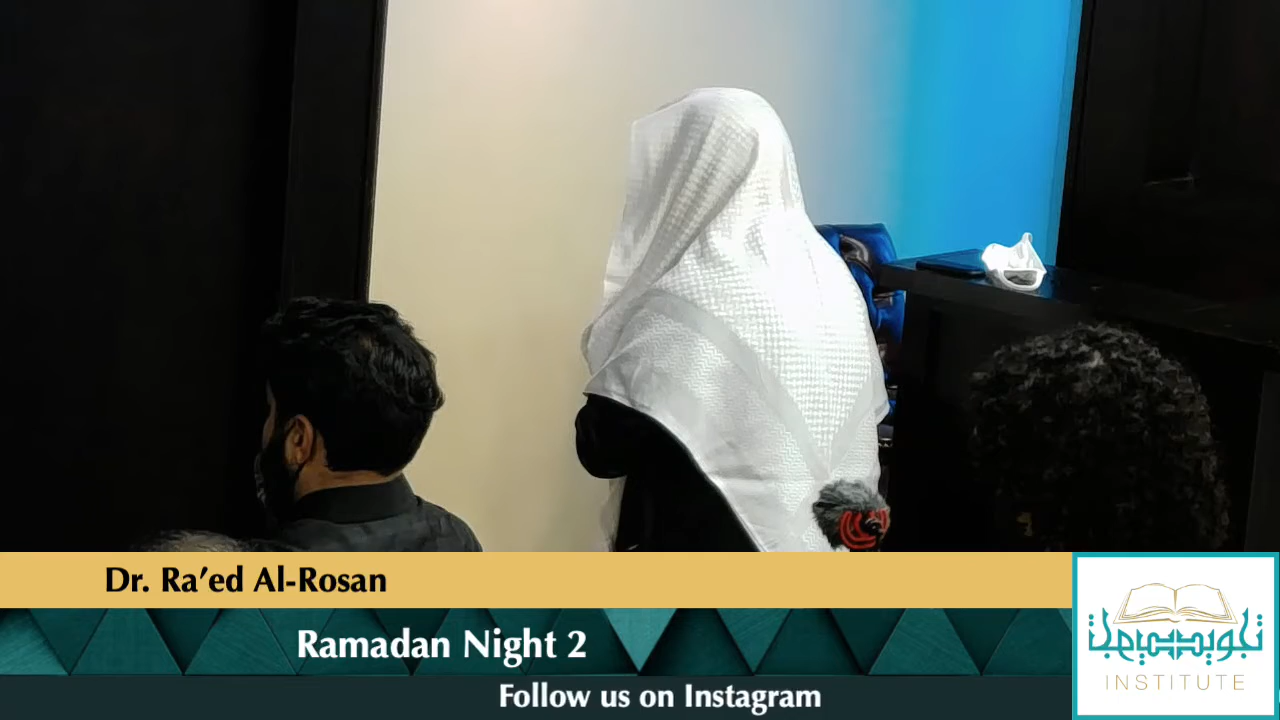 Dr. Ra’ed Al-Rosan
Ramadan Night 2
Follow us on Instagram
INSTITUTE